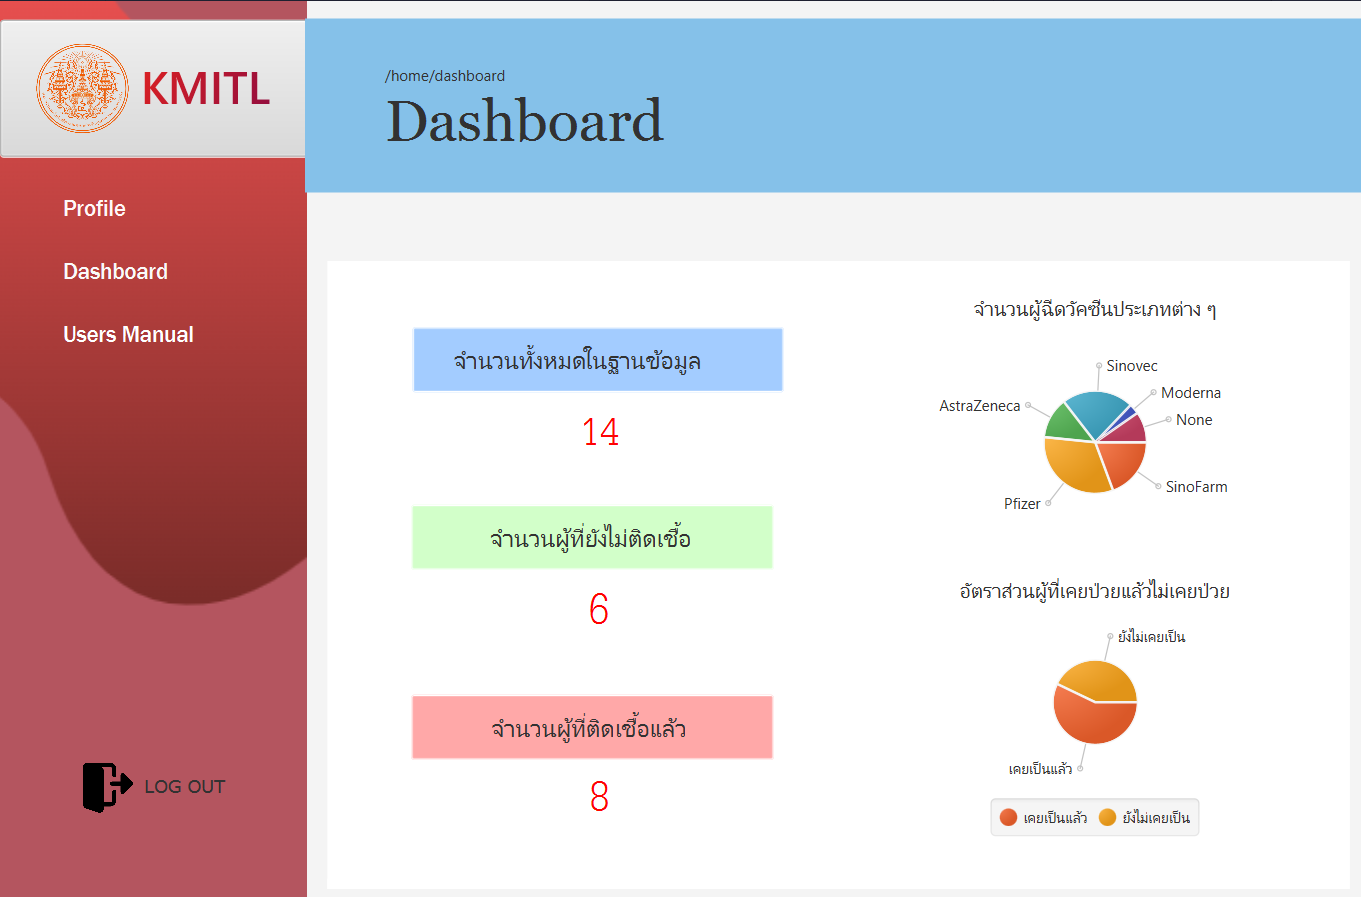 KMITL
Profile
Dashboard
Users Manual
LOG OUT
/home/dashboard
Dashboard
จำนวนทั้งหมดในฐานข้อมูล
14
จำนวนผู้ที่ยังไม่ติดเชื้อ
6
จำนวนผู้ที่ติดเชื้อแล้ว
8
จำนวนผู้ฉีดวัคซีนประเภทต่าง ๆ
Sinovec
Moderna
AstraZeneca
None
SinoFarm
Pfizer
อัตราส่วนผู้ที่เคยป่วยแล้วไม่เคยป่วย
ยังไม่เคยเป็น
เคยเป็นแล้ว
เคยเป็นแล้ว ยังไม่เคยเป็น